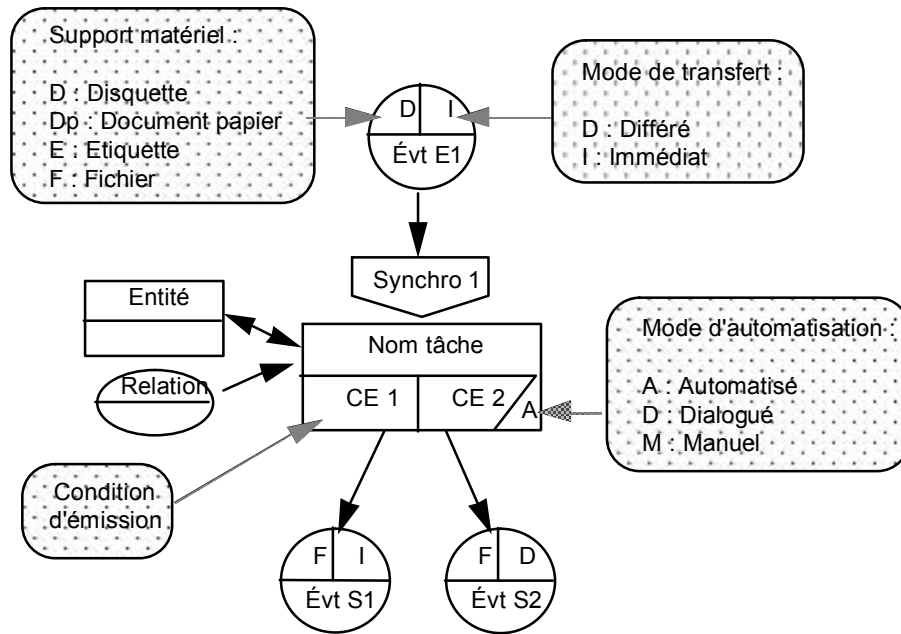 Support matériel :
D : Disquette
Dp : Document papier
E : Etiquette
F : Fichier
D I
Évt E1
Mode de transfert :
D : Différé
I : Immédiat
Synchro 1
Entité
Relation
Nom tâche
CE 1 CE 2 A
Mode d'automatisation :
A : Automatisé
D : Dialogué
M : Manuel
Condition
d'émission
F I
Évt S1
F D
Évt S2